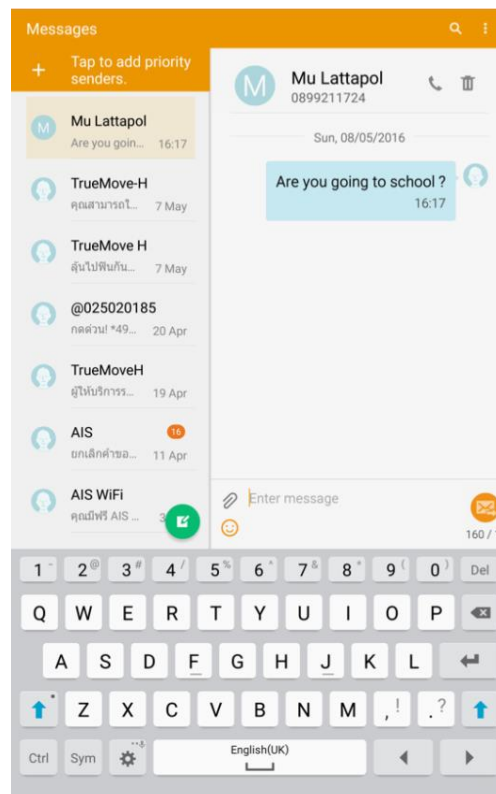 Messages
Tap to add priority
senders.
M
Mu Lattapol
Are you goin... 16:17
TrueMove-H
คุณสามารถใ... 7 May
TrueMove H
ลุ้นไปฟินกัน... 7 May
@025020185
กดด่วน! *49... 20 Apr
TrueMoveH
ผู้ให้บริการร... 19 Apr
AIS 16
ยกเลิกคำขอ... 11 Apr
AIS WiFi
คุณมีฟรี AIS ... 3
M
Mu Lattapol
0899211724
Sun, 08/05/2016
Are you going to school ?
16:17
Enter message
160 / 1
1 2 @ 3 # 4 / 5 % 6 ^ 7 & 8 * 9 ( 0 ) Del
Q W E R T Y U I O P
A S D F G H J K L
Z X C V B N M , ! . ?
Ctrl Sym English(UK)